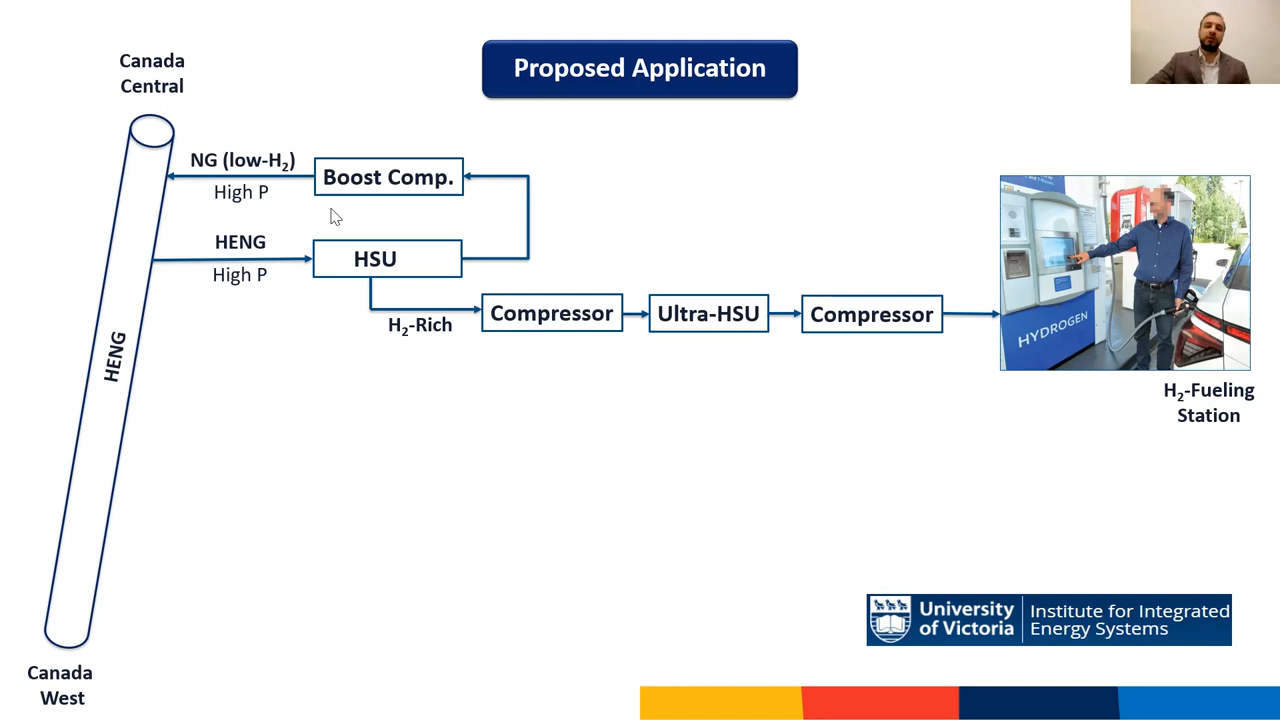 Proposed Application
Canada
Central
NG (low-H₂)
High P
Boost Comp.
HENG
High P
HSU
H₂-Rich
Compressor
Ultra-HSU
Compressor
HYDROGEN
H₂-Fueling
Station
HENG
Canada
West
University
of Victoria
Institute for Integrated
Energy Systems